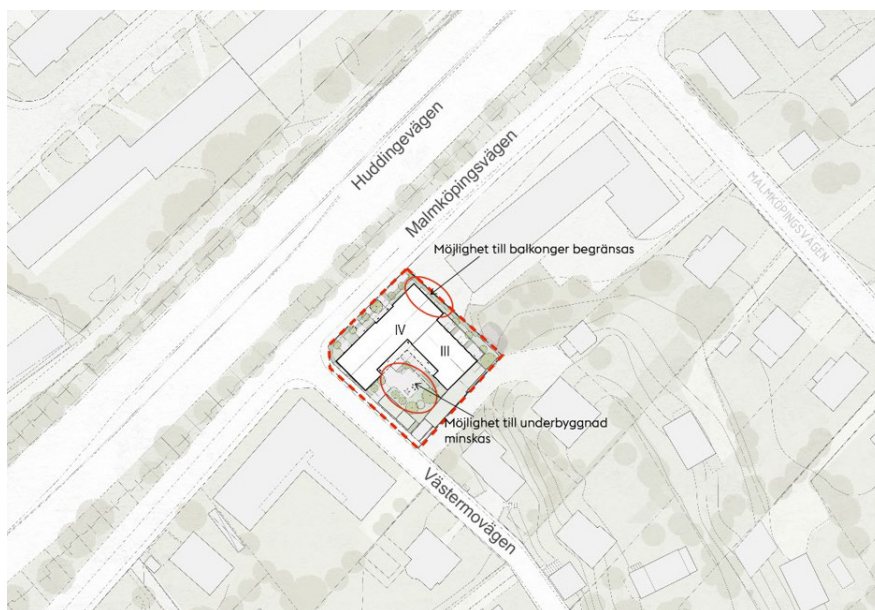 Huddingevägen
Malmköpingsvägen
MALMKÖPINGSVÄGEN
Möjlighet till balkonger begränsas
IV
III
Möjlighet till underbyggnad
minskas
Västermovägen